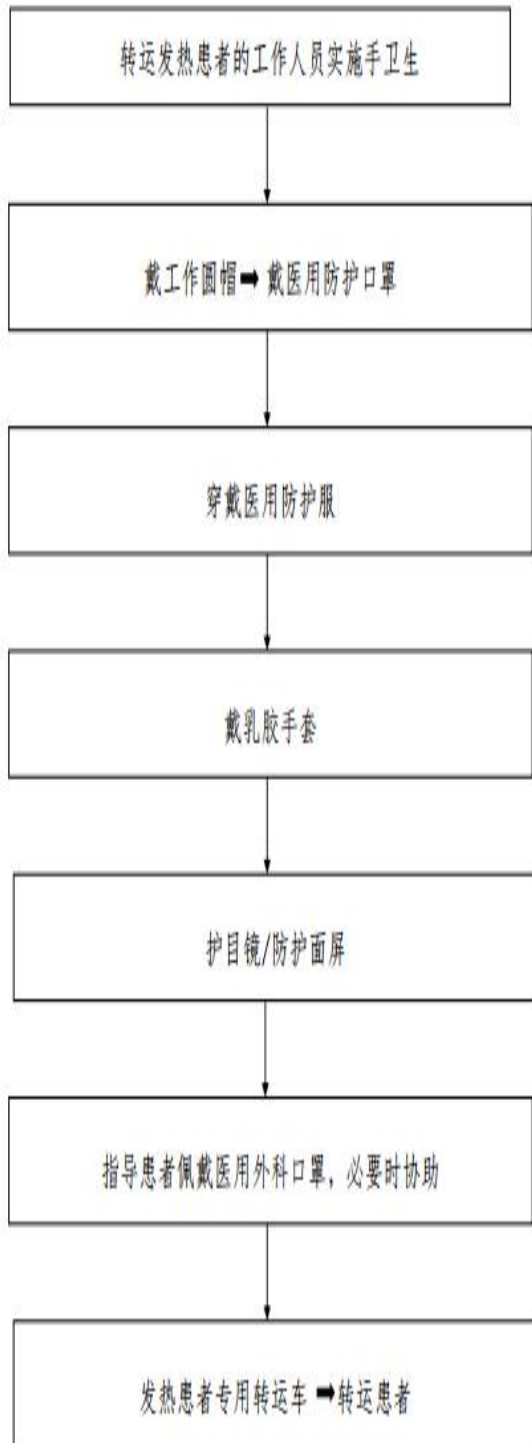 转运发热患者的工作人员实施手卫生
戴工作圆帽➡戴医用防护口罩
穿戴医用防护服
戴乳胶手套
护目镜/防护面屏
指导患者佩戴医用外科口罩，必要时协助
发热患者专用转运车➡转运患者